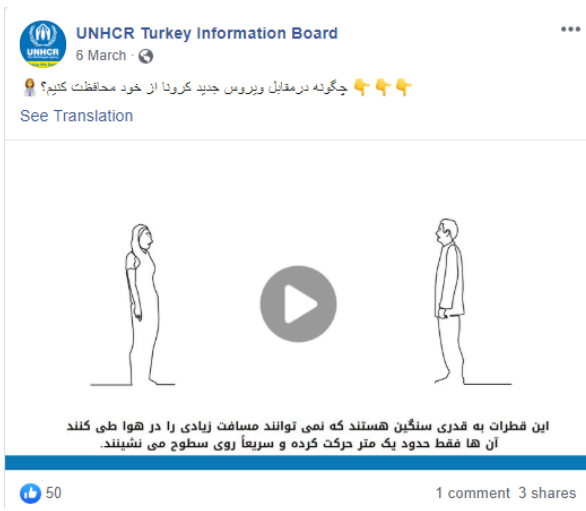 UNHCR
UNHCR Turkey Information Board
6 March ·
چگونه درمقابل ویروس جدید کرونا از خود محافظت کنیم؟
See Translation
این قطرات به قدری سنگین هستند که نمی توانند مسافت زیادی را در هوا طی کنند
آن ها فقط حدود یک متر حرکت کرده و سریعاً روی سطوح می نشینند.
50
1 comment 3 shares